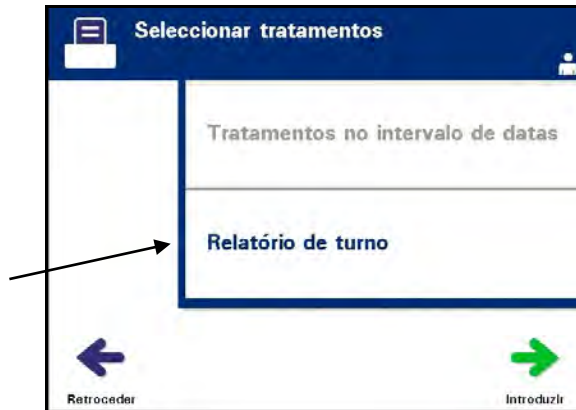 Seleccionar tratamentos
Tratamentos no intervalo de datas
Relatório de turno
Retroceder
Introduzir